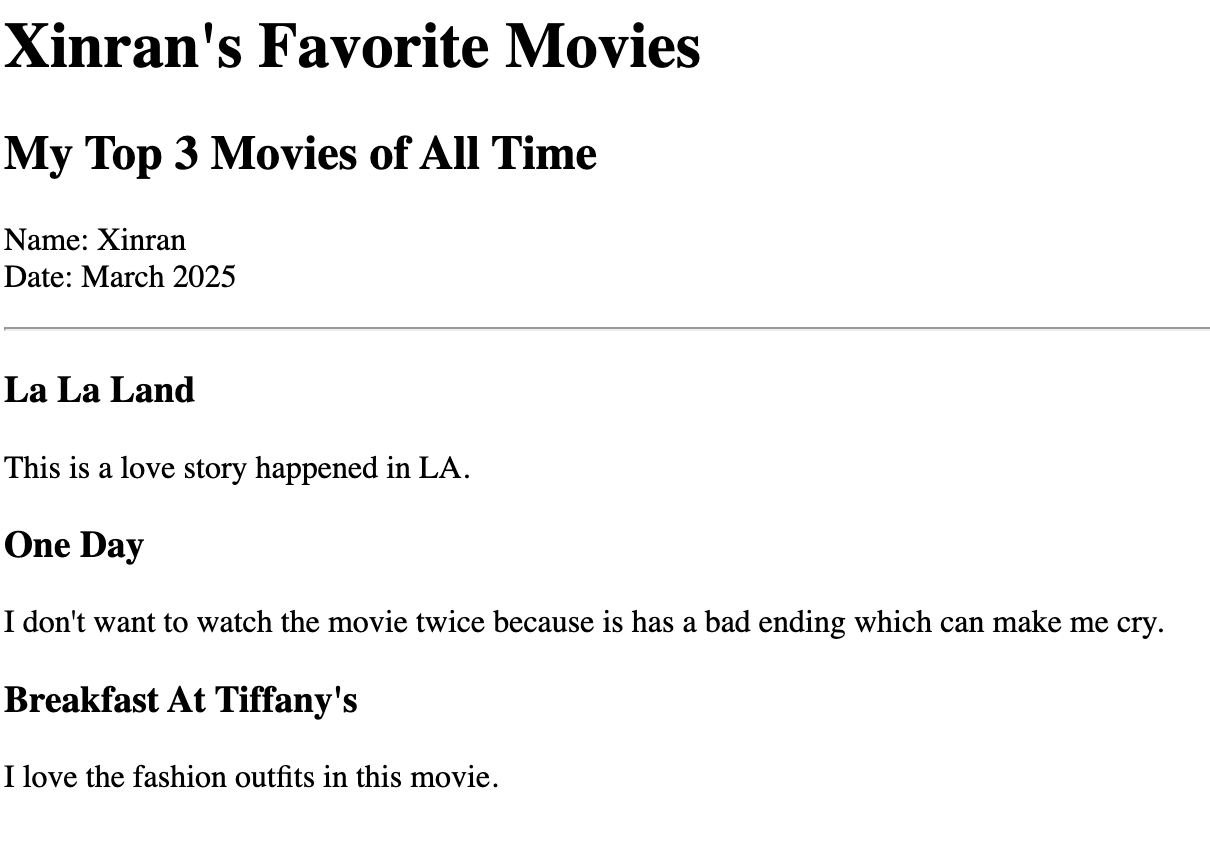 Xinran's Favorite Movies
My Top 3 Movies of All Time
Name: Xinran
Date: March 2025
La La Land
This is a love story happened in LA.
One Day
I don't want to watch the movie twice because is has a bad ending which can make me cry.
Breakfast At Tiffany's
I love the fashion outfits in this movie.